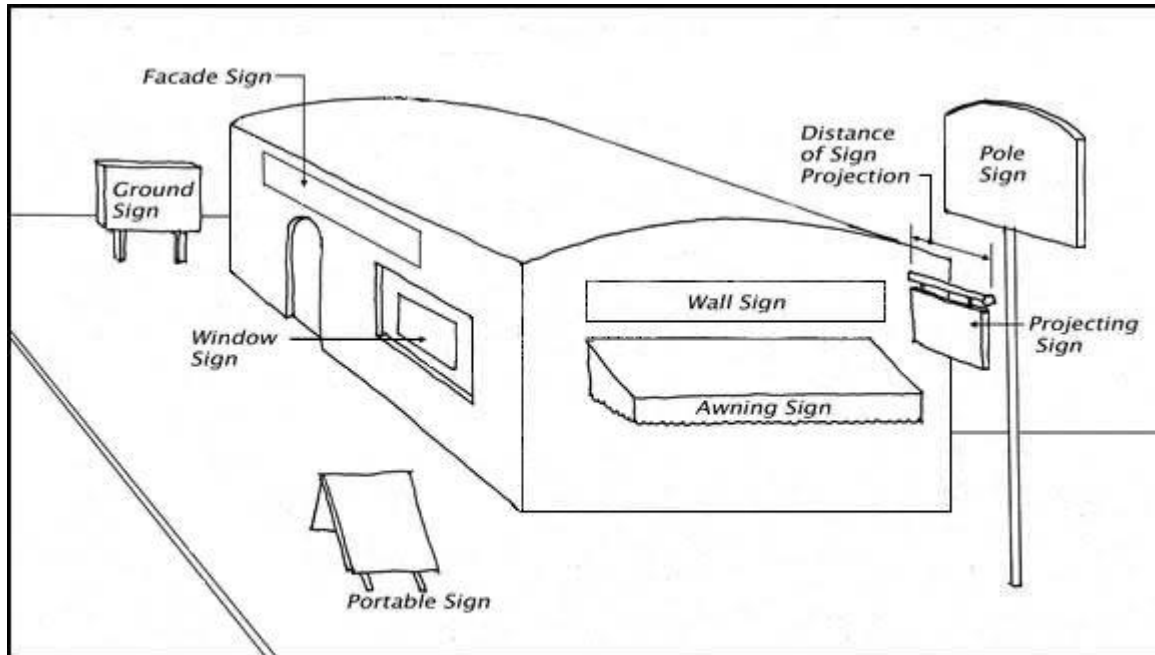 Facade Sign
Ground
Sign
Distance
of Sign
Projection
Pole
Sign
Wall Sign
Projecting
Sign
Window
Sign
Awning Sign
Portable Sign